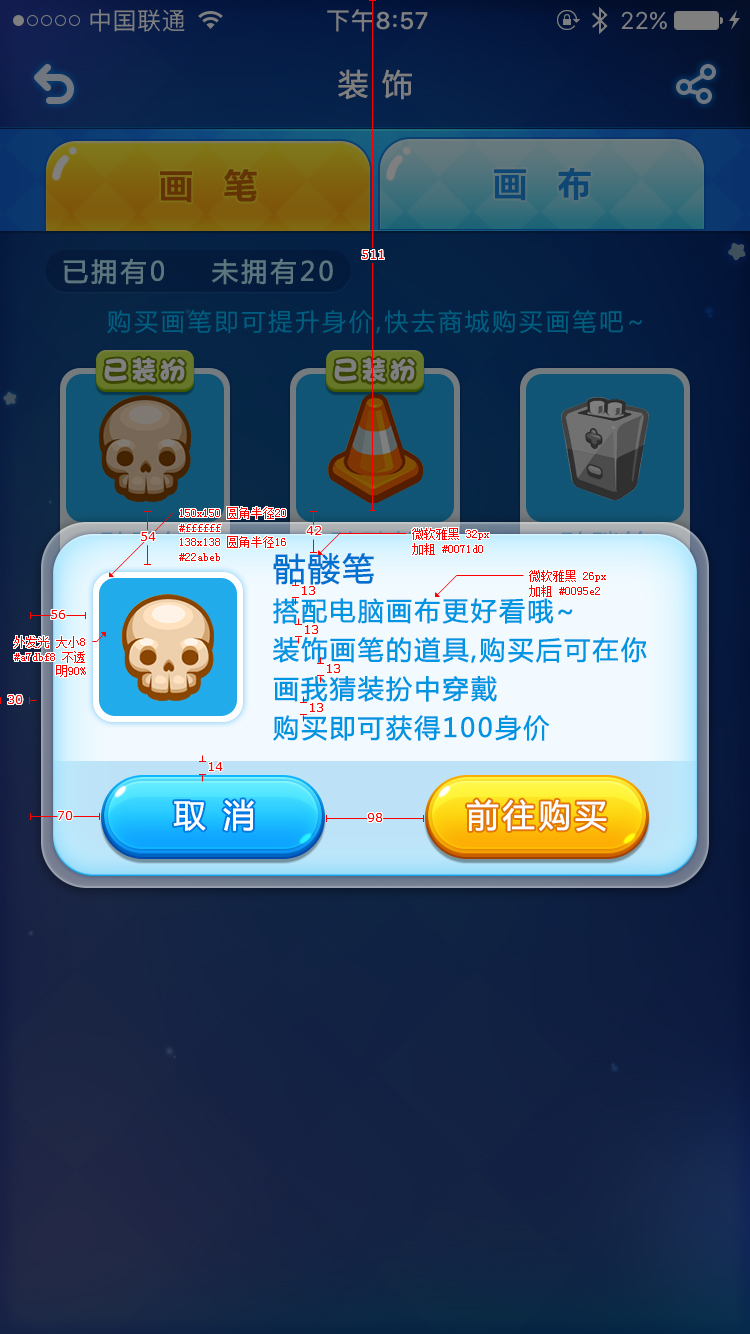 中国联通
下午8:57
22%
装饰
画笔
画布
已拥有0
未拥有20
511
购买画笔即可提升身价,快去商城购买画笔吧~
已装扮
已装扮
150x150 圆角半径20
#ffffff
138x138 圆角半径16
#22abeb
54
42
微软雅黑 32px
加粗 #0071d0
骷髅笔
微软雅黑 26px
加粗 #0095e2
13
搭配电脑画布更好看哦~
56
13
外发光 大小8
#a7dbf8 不透
明90%
装饰画笔的道具,购买后可在你
13
画我猜装扮中穿戴
30
13
购买即可获得100身价
14
70
取消
98
前往购买